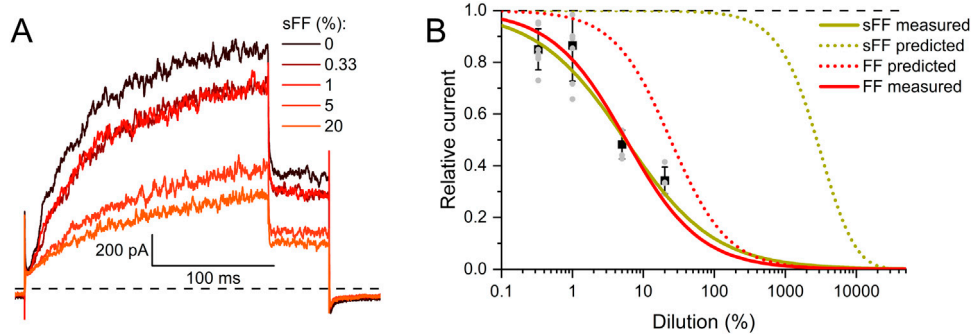 A
sFF (%):
0
0.33
1
5
20
200 pA
100 ms
B
Relative current
1.0
0.8
0.6
0.4
0.2
0.0
sFF measured
sFF predicted
FF predicted
FF measured
0.1 1 10 100 1000 10000
Dilution (%)